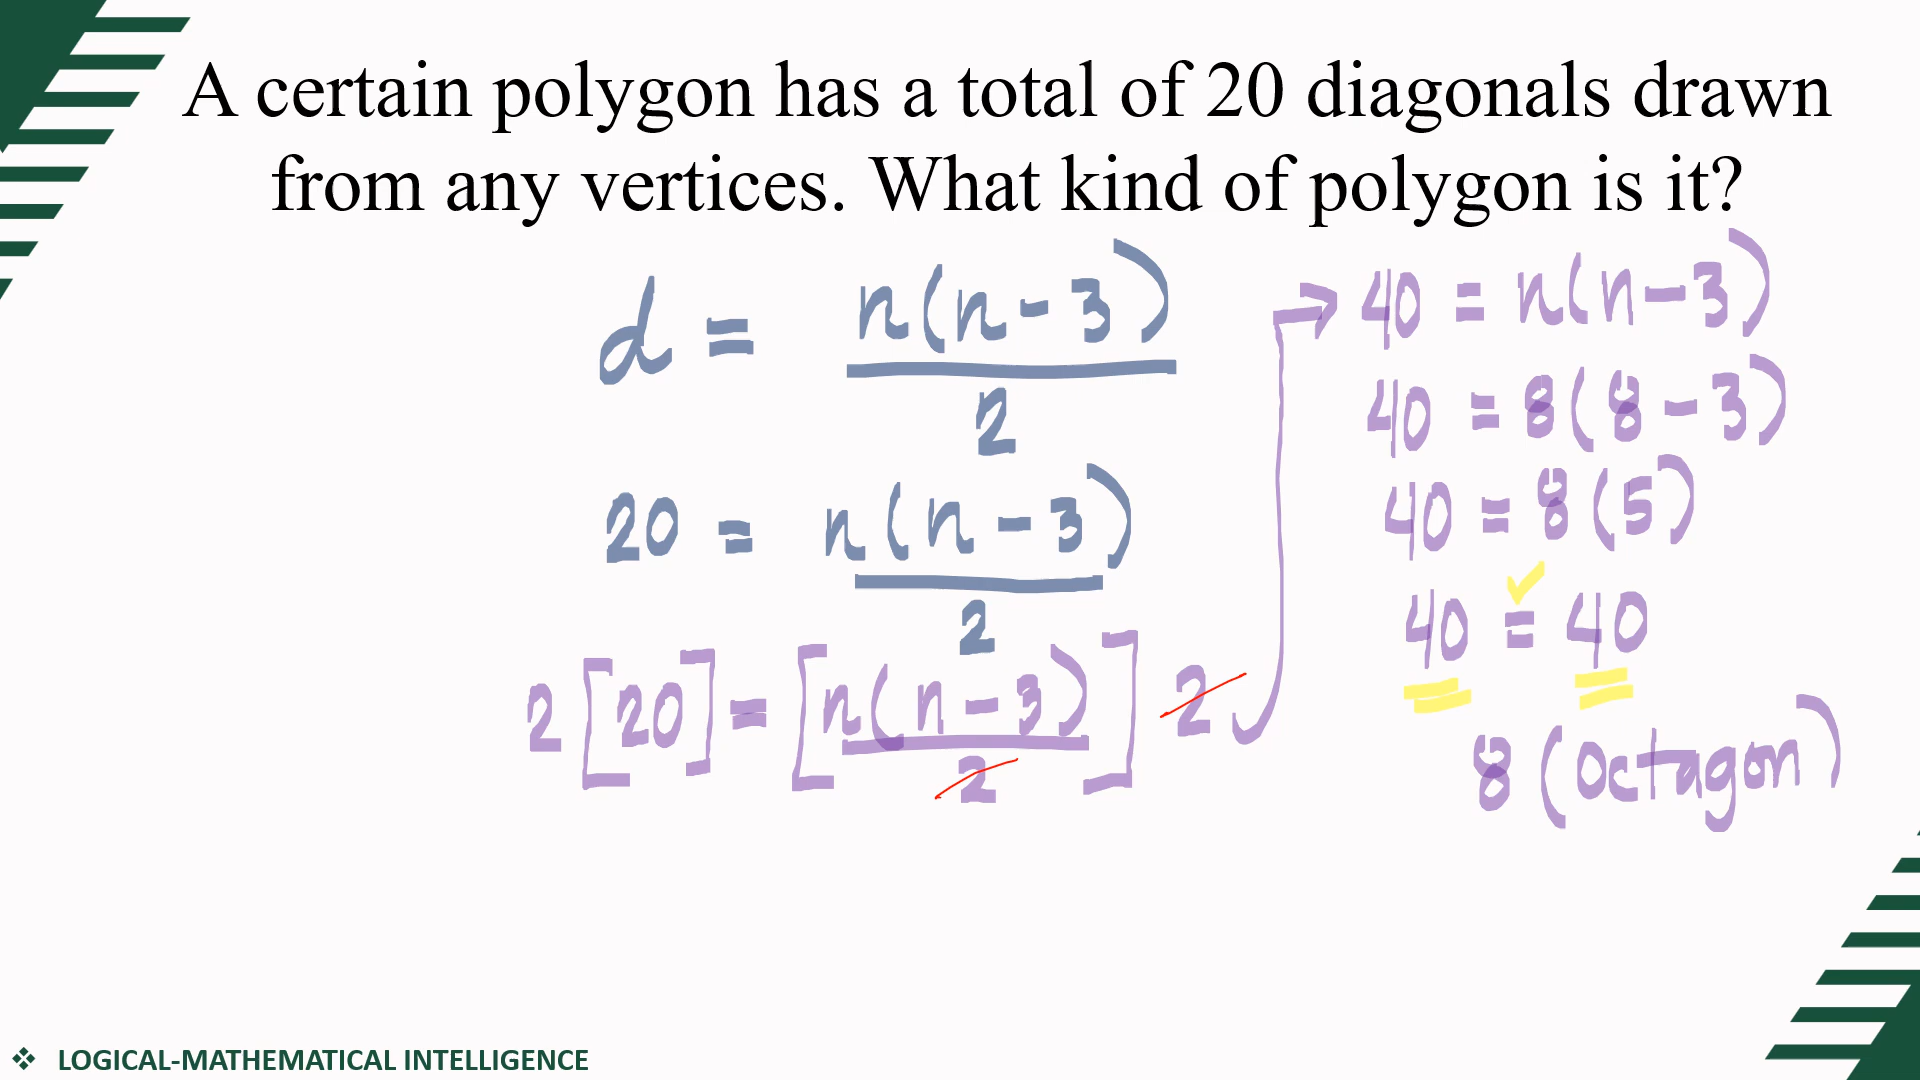 A certain polygon has a total of 20 diagonals drawn
from any vertices. What kind of polygon is it?
d = n(n-3)
2
20 = n(n-3)
2
2[20] = [n(n-3)] 2
2
40 = n(n-3)
40 = 8(8-3)
40 = 8(5)
40 = 40
8 (Octagon)
❖ LOGICAL-MATHEMATICAL INTELLIGENCE